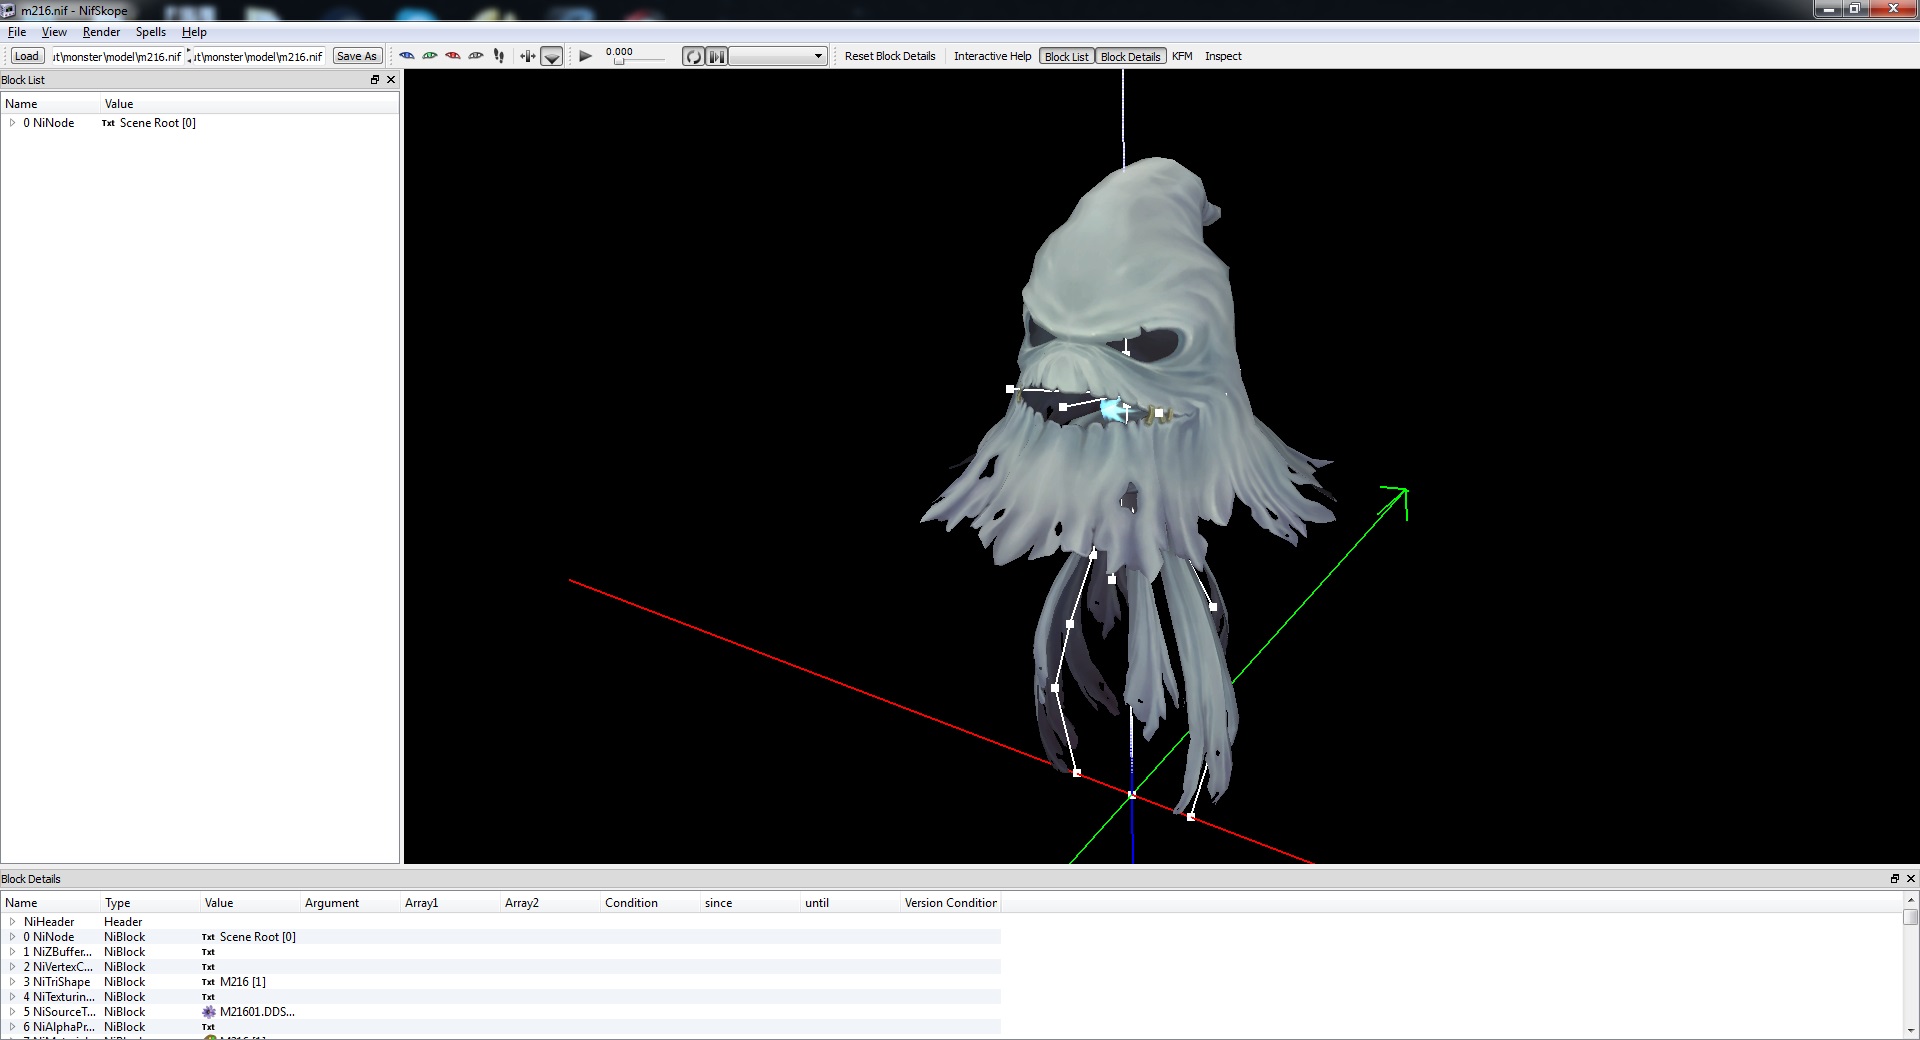 m216.nif - NifSkope
File View Render Spells Help
Load ıt\monster\model\m216.nif ıt\monster\model\m216.nif Save As 0.000 Reset Block Details Interactive Help Block List Block Details KFM Inspect
Block List
Name Value
0 NiNode Txt Scene Root [0]
Block Details
Name Type Value Argument Array1 Array2 Condition since until Version Condition
NiHeader Header
0 NiNode NiBlock Txt Scene Root [0]
1 NiZBuffer... NiBlock Txt
2 NiVertexC... NiBlock Txt
3 NiTriShape NiBlock Txt M216 [1]
4 NiTexturin... NiBlock Txt
5 NiSourceT... NiBlock M21601.DDS...
6 NiAlphaPr... NiBlock Txt